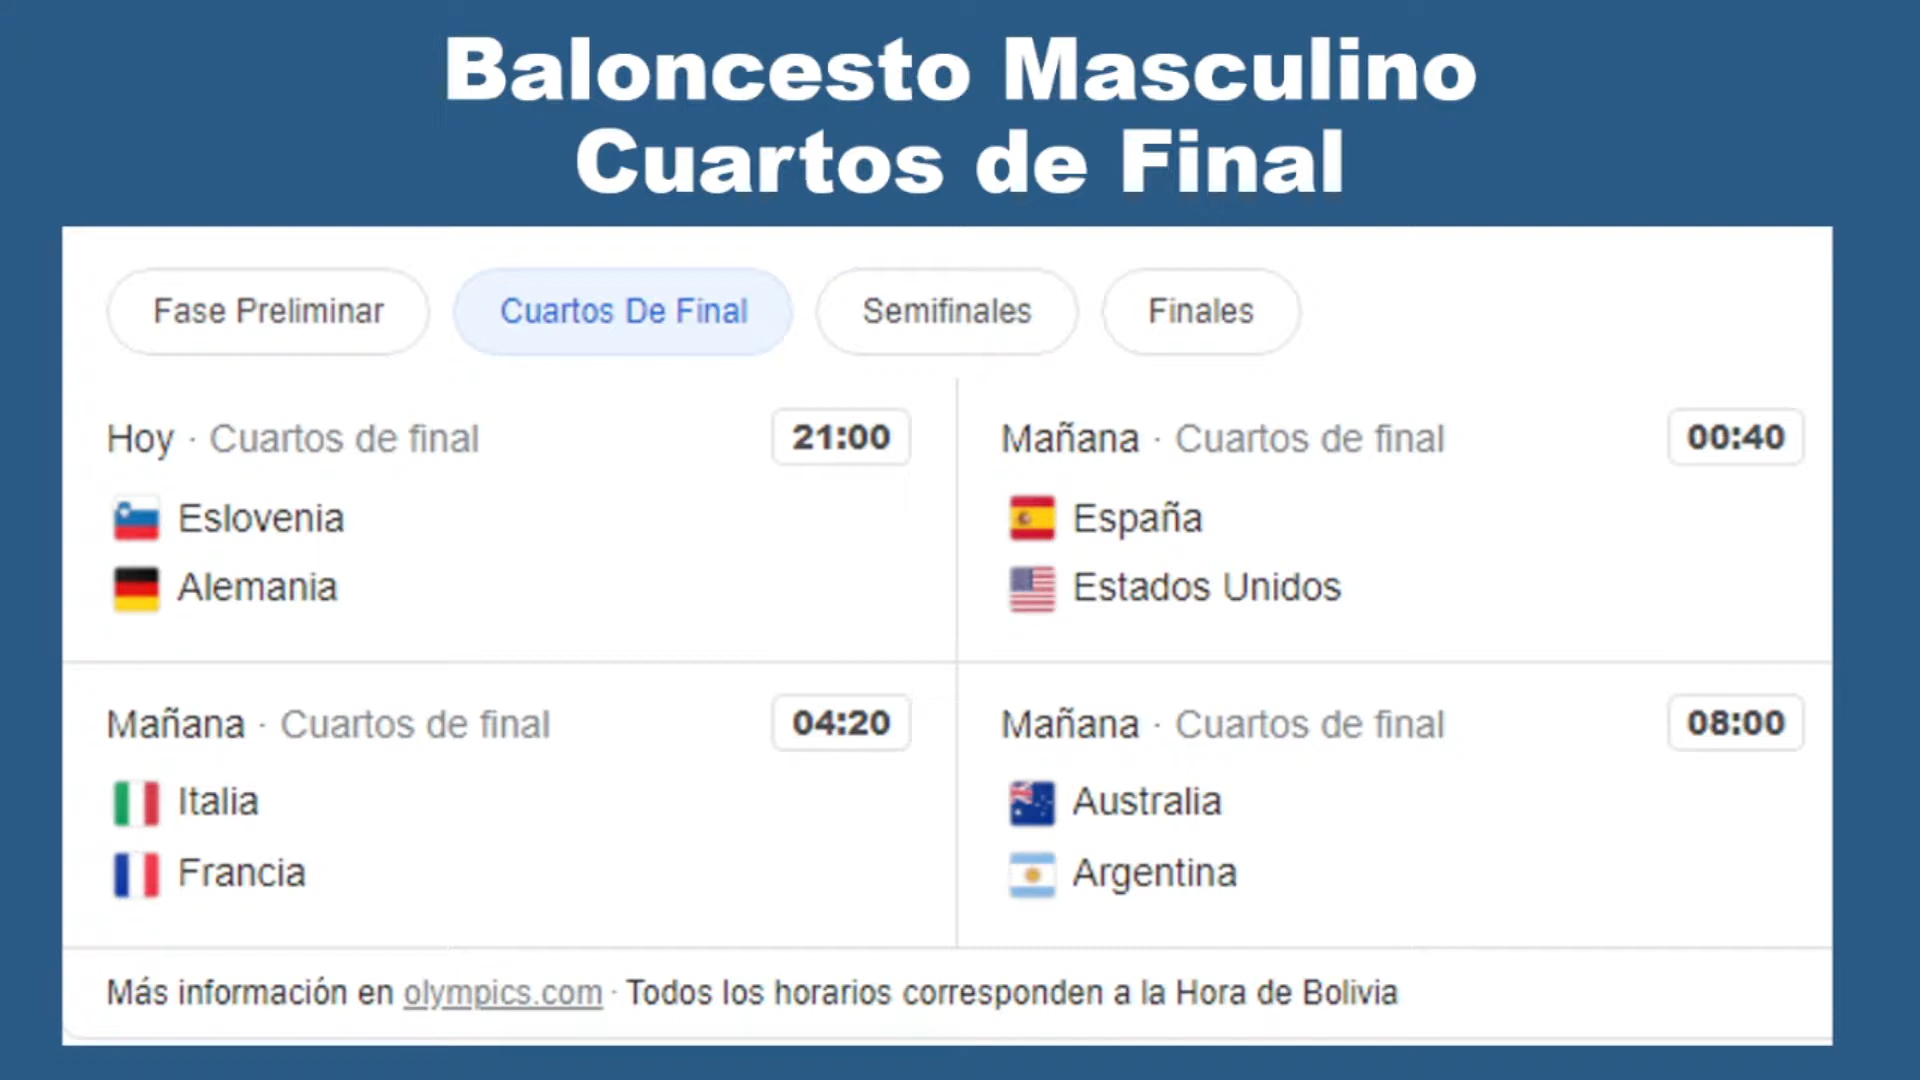 Baloncesto Masculino
Cuartos de Final
Fase Preliminar
Cuartos De Final
Semifinales
Finales
Hoy · Cuartos de final
21:00
Eslovenia
Alemania
Mañana · Cuartos de final
00:40
España
Estados Unidos
Mañana · Cuartos de final
04:20
Italia
Francia
Mañana · Cuartos de final
08:00
Australia
Argentina
Más información en olympics.com · Todos los horarios corresponden a la Hora de Bolivia